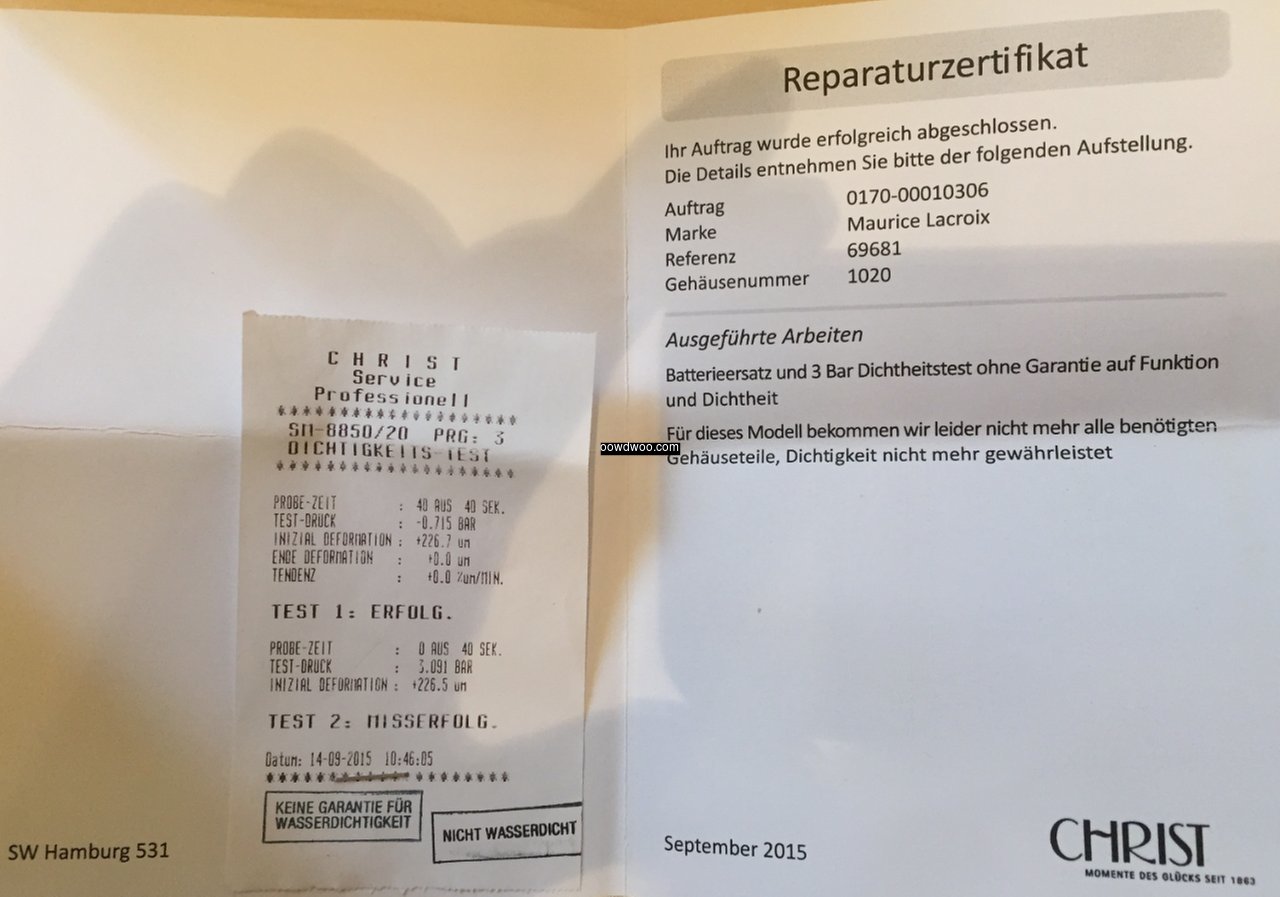 C H R I S T
Service
Professionell
********************
SM-8850/20 PRG: 3
DICHTIGKEITS-TEST
********************
PROBE-ZEIT : 40 AUS 40 SEK.
TEST-DRUCK : -0.715 BAR
INIZIAL DEFORMATION : +226.7 um
ENDE DEFORMATION : +0.0 um
TENDENZ : +0.0 %um/MIN.
TEST 1: ERFOLG.
PROBE-ZEIT : 0 AUS 40 SEK.
TEST-DRUCK : 3.091 BAR
INIZIAL DEFORMATION : +226.5 um
TEST 2: MISSERFOLG.
Datum: 14-09-2015 10:46:05
********************
KEINE GARANTIE FÜR
WASSERDICHTIGKEIT
NICHT WASSERDICHT
SW Hamburg 531
oowdwoo.com
Reparaturzertifikat
Ihr Auftrag wurde erfolgreich abgeschlossen.
Die Details entnehmen Sie bitte der folgenden Aufstellung.
Auftrag 0170-00010306
Marke Maurice Lacroix
Referenz 69681
Gehäusenummer 1020
Ausgeführte Arbeiten
Batterieersatz und 3 Bar Dichtheitstest ohne Garantie auf Funktion
und Dichtheit
Für dieses Modell bekommen wir leider nicht mehr alle benötigten
Gehäuseteile, Dichtigkeit nicht mehr gewährleistet
September 2015
CHRIST
MOMENTE DES GLÜCKS SEIT 1863